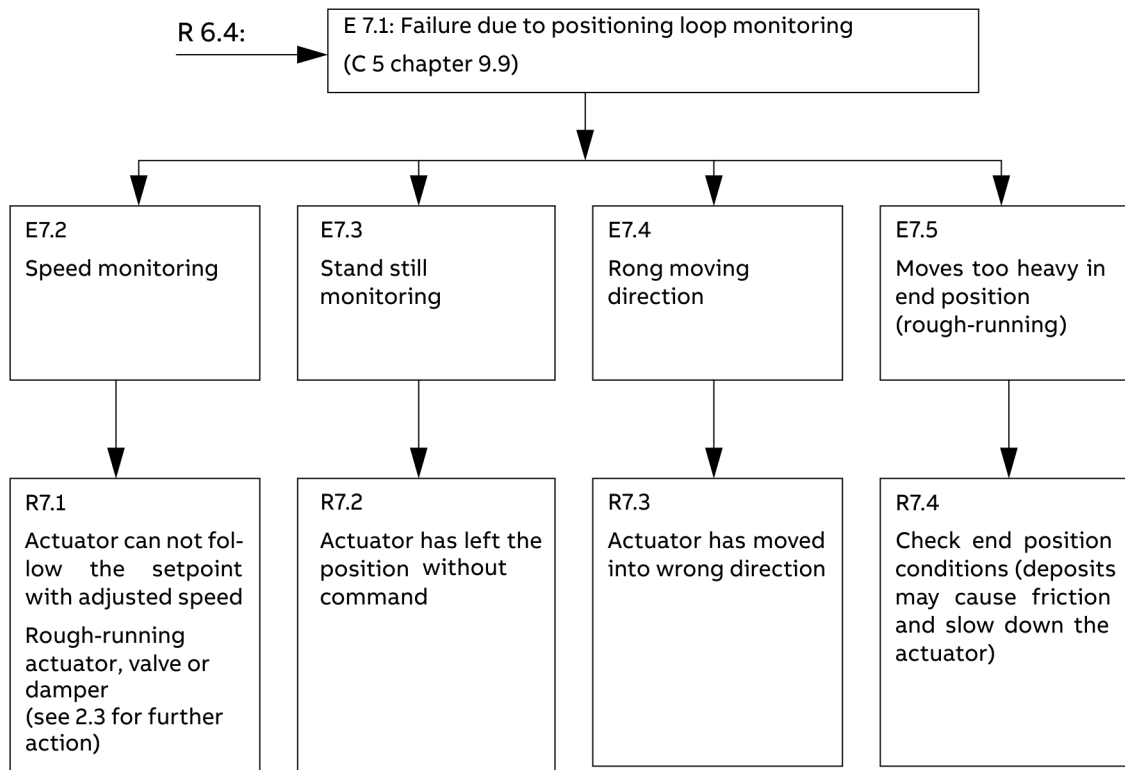 R 6.4:
E 7.1: Failure due to positioning loop monitoring
(C 5 chapter 9.9)
E7.2
Speed monitoring
E7.3
Stand still
monitoring
E7.4
Rong moving
direction
E7.5
Moves too heavy in
end position
(rough-running)
R7.1
Actuator can not fol-
low the setpoint
with adjusted speed
Rough-running
actuator, valve or
damper
(see 2.3 for further
action)
R7.2
Actuator has left the
position without
command
R7.3
Actuator has moved
into wrong direction
R7.4
Check end position
conditions (deposits
may cause friction
and slow down the
actuator)